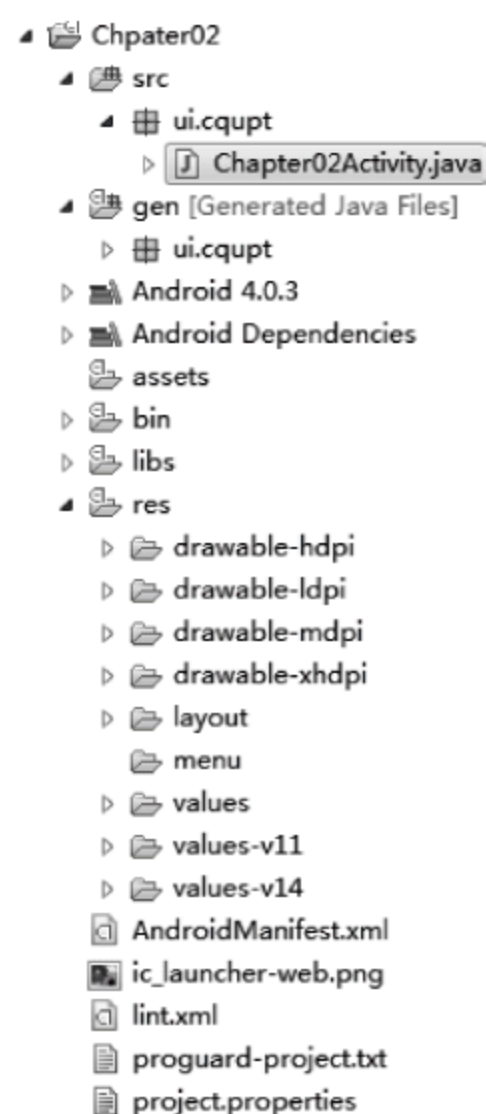 Chpater02
src
ui.cqupt
Chapter02Activity.java
gen [Generated Java Files]
ui.cqupt
Android 4.0.3
Android Dependencies
assets
bin
libs
res
drawable-hdpi
drawable-ldpi
drawable-mdpi
drawable-xhdpi
layout
menu
values
values-v11
values-v14
AndroidManifest.xml
ic_launcher-web.png
lint.xml
proguard-project.txt
project.properties